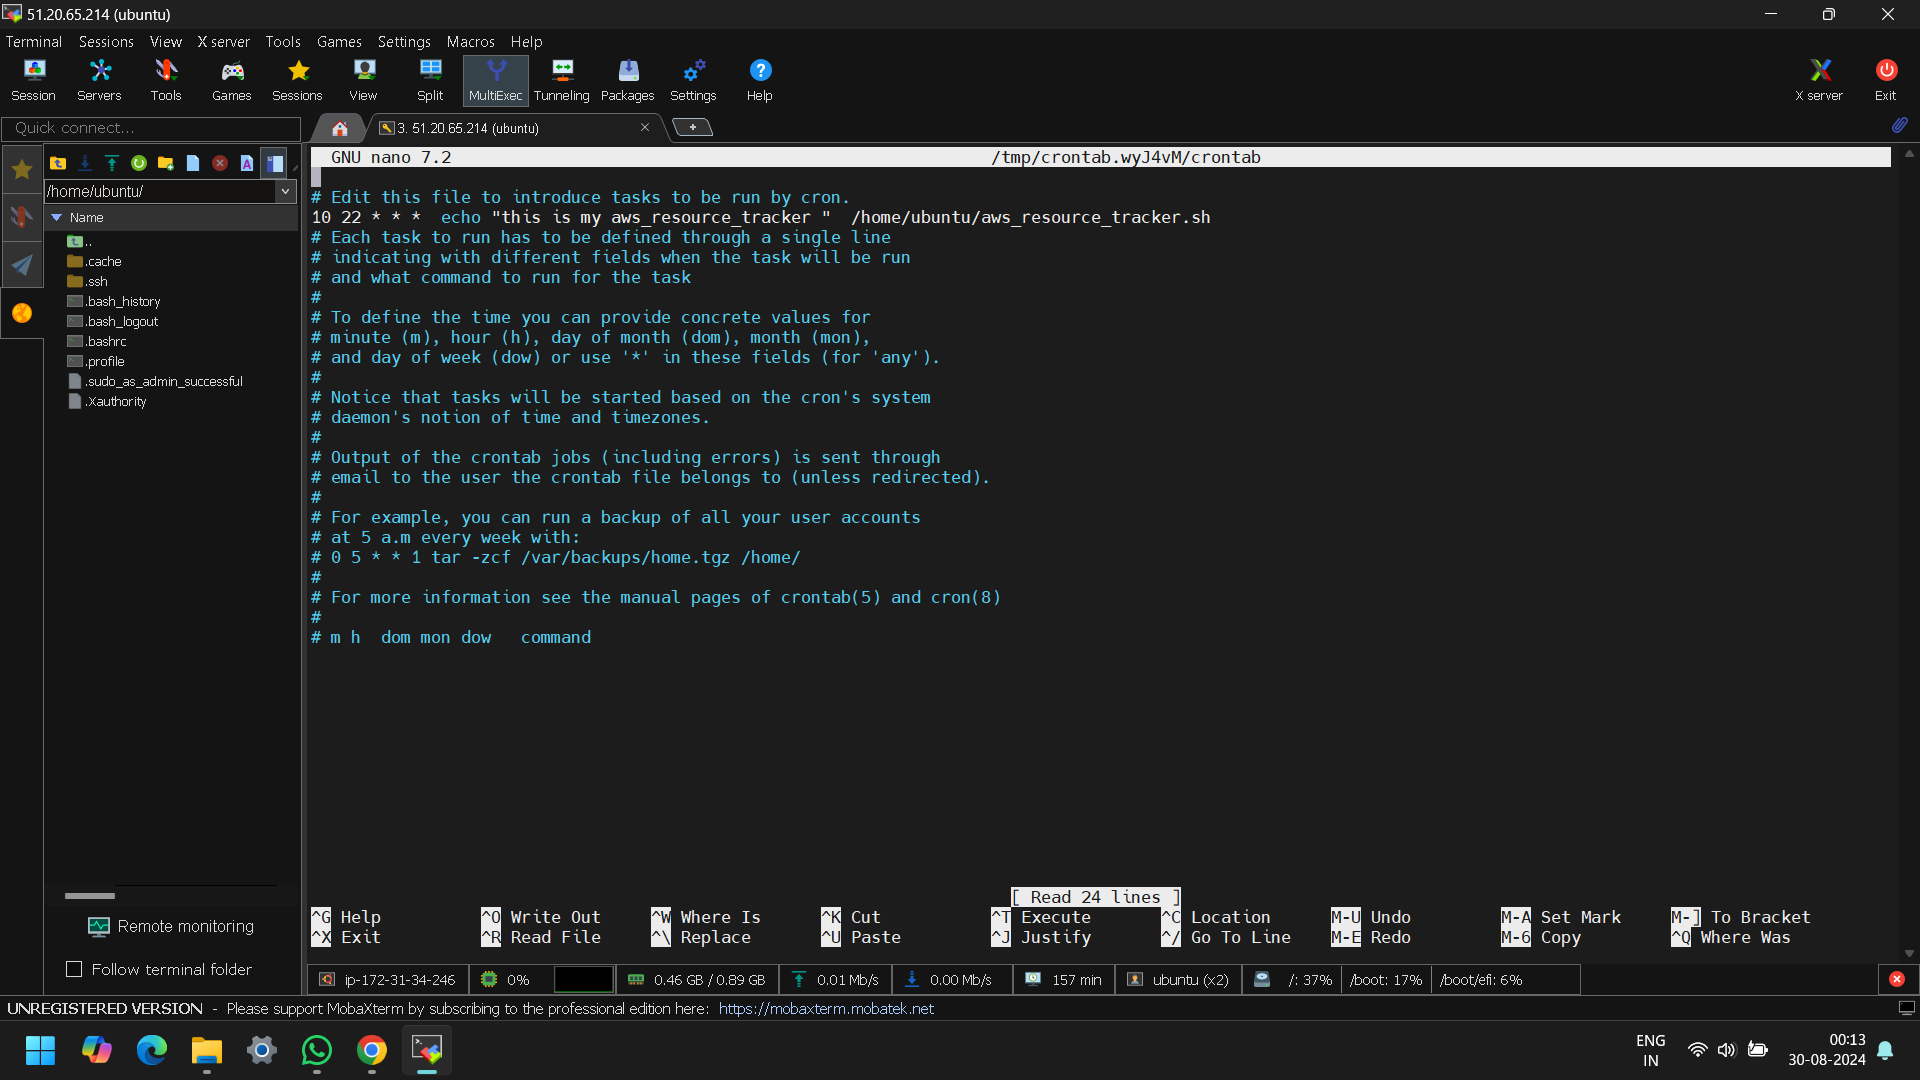 51.20.65.214 (ubuntu)
Terminal Sessions View X server Tools Games Settings Macros Help
Session Servers Tools Games Sessions View Split MultiExec Tunneling Packages Settings Help X server Exit
Quick connect...
3. 51.20.65.214 (ubuntu)
/home/ubuntu/
Name
..
.cache
.ssh
.bash_history
.bash_logout
.bashrc
.profile
.sudo_as_admin_successful
.Xauthority
Remote monitoring
Follow terminal folder
GNU nano 7.2 /tmp/crontab.wyJ4vM/crontab
# Edit this file to introduce tasks to be run by cron.
10 22 * * *  echo "this is my aws_resource_tracker "  /home/ubuntu/aws_resource_tracker.sh
# Each task to run has to be defined through a single line
# indicating with different fields when the task will be run
# and what command to run for the task
#
# To define the time you can provide concrete values for
# minute (m), hour (h), day of month (dom), month (mon),
# and day of week (dow) or use '*' in these fields (for 'any').
#
# Notice that tasks will be started based on the cron's system
# daemon's notion of time and timezones.
#
# Output of the crontab jobs (including errors) is sent through
# email to the user the crontab file belongs to (unless redirected).
#
# For example, you can run a backup of all your user accounts
# at 5 a.m every week with:
# 0 5 * * 1 tar -zcf /var/backups/home.tgz /home/
#
# For more information see the manual pages of crontab(5) and cron(8)
#
# m h  dom mon dow   command
[ Read 24 lines ]
^G Help ^O Write Out ^W Where Is ^K Cut ^T Execute ^C Location M-U Undo M-A Set Mark M-] To Bracket
^X Exit ^R Read File ^\ Replace ^U Paste ^J Justify ^/ Go To Line M-E Redo M-6 Copy ^Q Where Was
ip-172-31-34-246 0% 0.46 GB / 0.89 GB 0.01 Mb/s 0.00 Mb/s 157 min ubuntu (x2) /: 37% /boot: 17% /boot/efi: 6%
UNREGISTERED VERSION - Please support MobaXterm by subscribing to the professional edition here: https://mobaxterm.mobatek.net
ENG
IN
00:13
30-08-2024